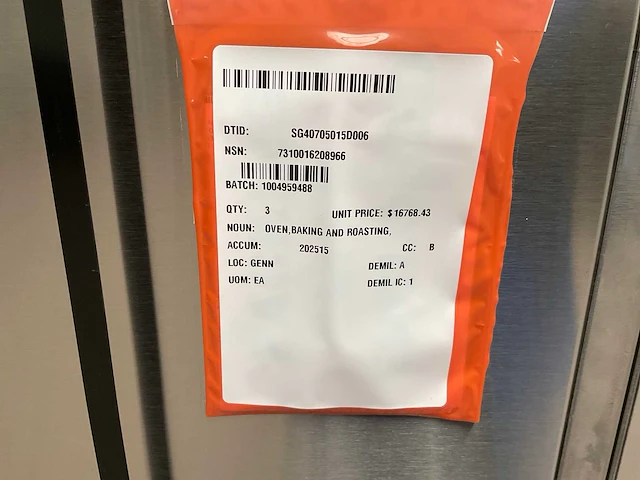 DTID: SG40705015D006
NSN: 7310016208966
BATCH: 1004959488
QTY: 3 UNIT PRICE: $ 16768.43
NOUN: OVEN,BAKING AND ROASTING,
ACCUM: 202515 CC: B
LOC: GENN DEMIL: A
UOM: EA DEMIL IC: 1